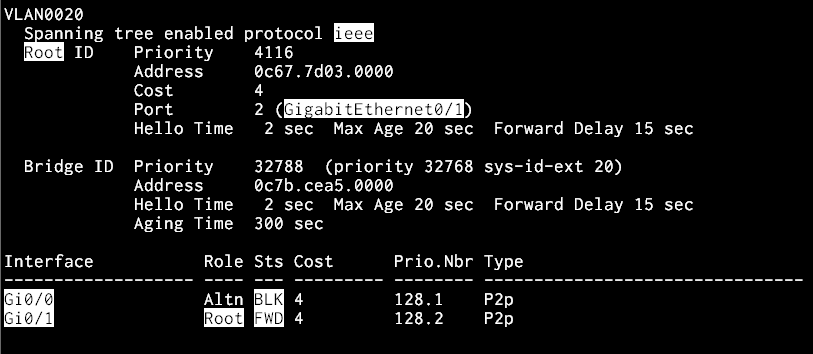 VLAN0020
  Spanning tree enabled protocol ieee
  Root ID    Priority    4116
             Address     0c67.7d03.0000
             Cost        4
             Port        2 (GigabitEthernet0/1)
             Hello Time   2 sec  Max Age 20 sec  Forward Delay 15 sec
  Bridge ID  Priority    32788  (priority 32768 sys-id-ext 20)
             Address     0c7b.cea5.0000
             Hello Time   2 sec  Max Age 20 sec  Forward Delay 15 sec
             Aging Time  300 sec
Interface           Role Sts Cost      Prio.Nbr Type
------------------- ---- --- --------- -------- --------------------------------
Gi0/0               Altn BLK 4         128.1    P2p
Gi0/1               Root FWD 4         128.2    P2p